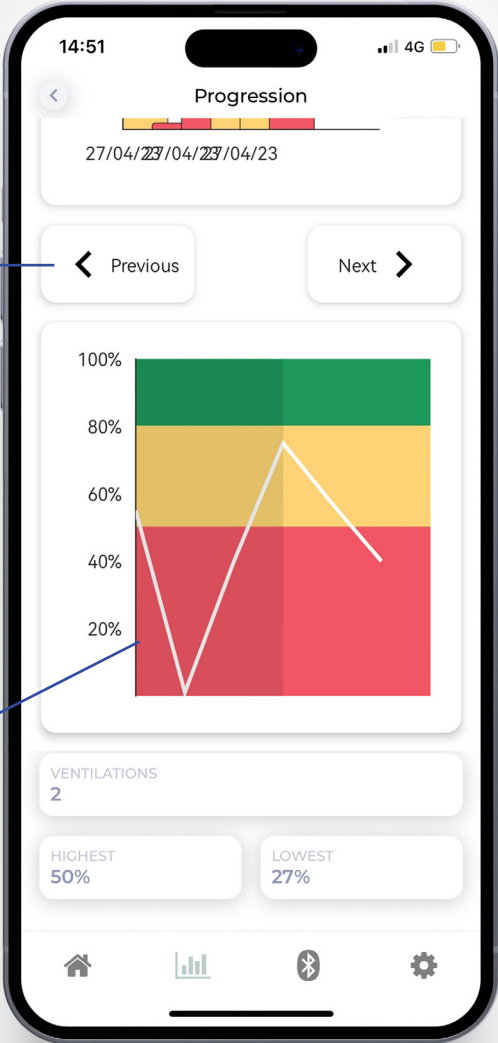 14:51
4G
Progression
27/04/23 27/04/23 27/04/23
Previous
Next
100%
80%
60%
40%
20%
VENTILATIONS
2
HIGHEST LOWEST
50% 27%